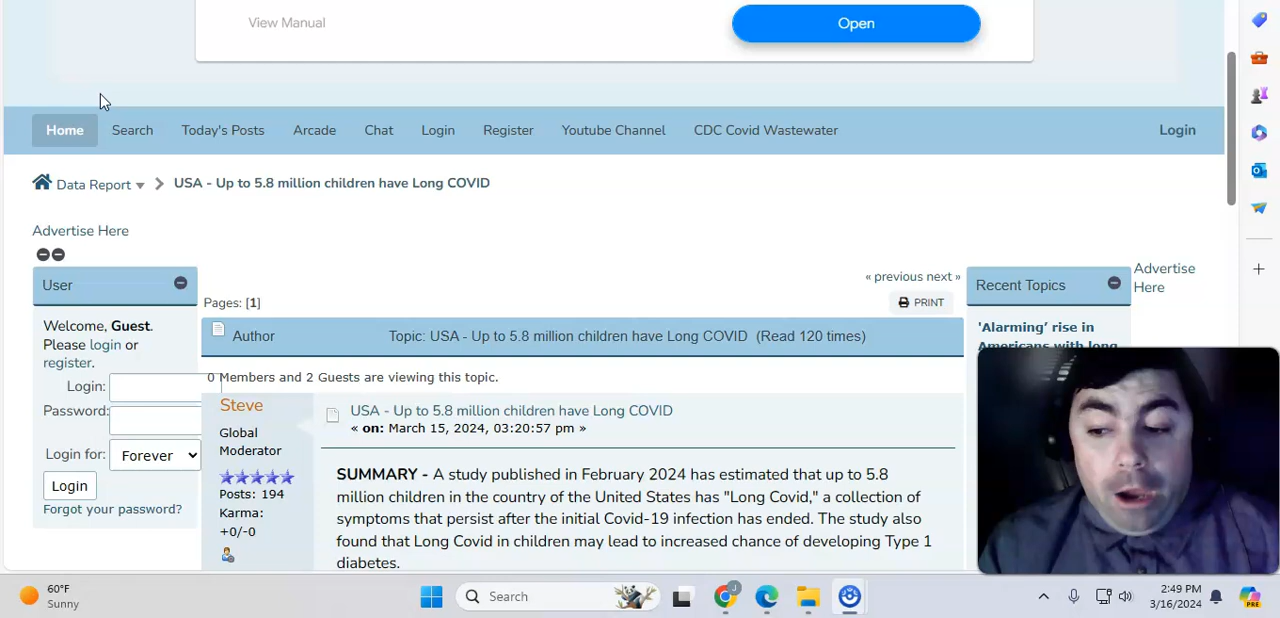 View Manual
Open
Home
Search
Today's Posts
Arcade
Chat
Login
Register
Youtube Channel
CDC Covid Wastewater
Login
Data Report
USA - Up to 5.8 million children have Long COVID
Advertise Here
User
Welcome, Guest.
Please login or
register.
Login:
Password:
Login for: Forever
Login
Forgot your password?
« previous next »
Pages: [1]
PRINT
Author
Topic: USA - Up to 5.8 million children have Long COVID (Read 120 times)
0 Members and 2 Guests are viewing this topic.
Steve
Global
Moderator
Posts: 194
Karma:
+0/-0
USA - Up to 5.8 million children have Long COVID
« on: March 15, 2024, 03:20:57 pm »
SUMMARY - A study published in February 2024 has estimated that up to 5.8
million children in the country of the United States has "Long Covid," a collection of
symptoms that persist after the initial Covid-19 infection has ended. The study also
found that Long Covid in children may lead to increased chance of developing Type 1
diabetes.
Recent Topics
'Alarming' rise in
Americans with long
Advertise
Here
60°F
Sunny
Search
J
2:49 PM
3/16/2024
PRE